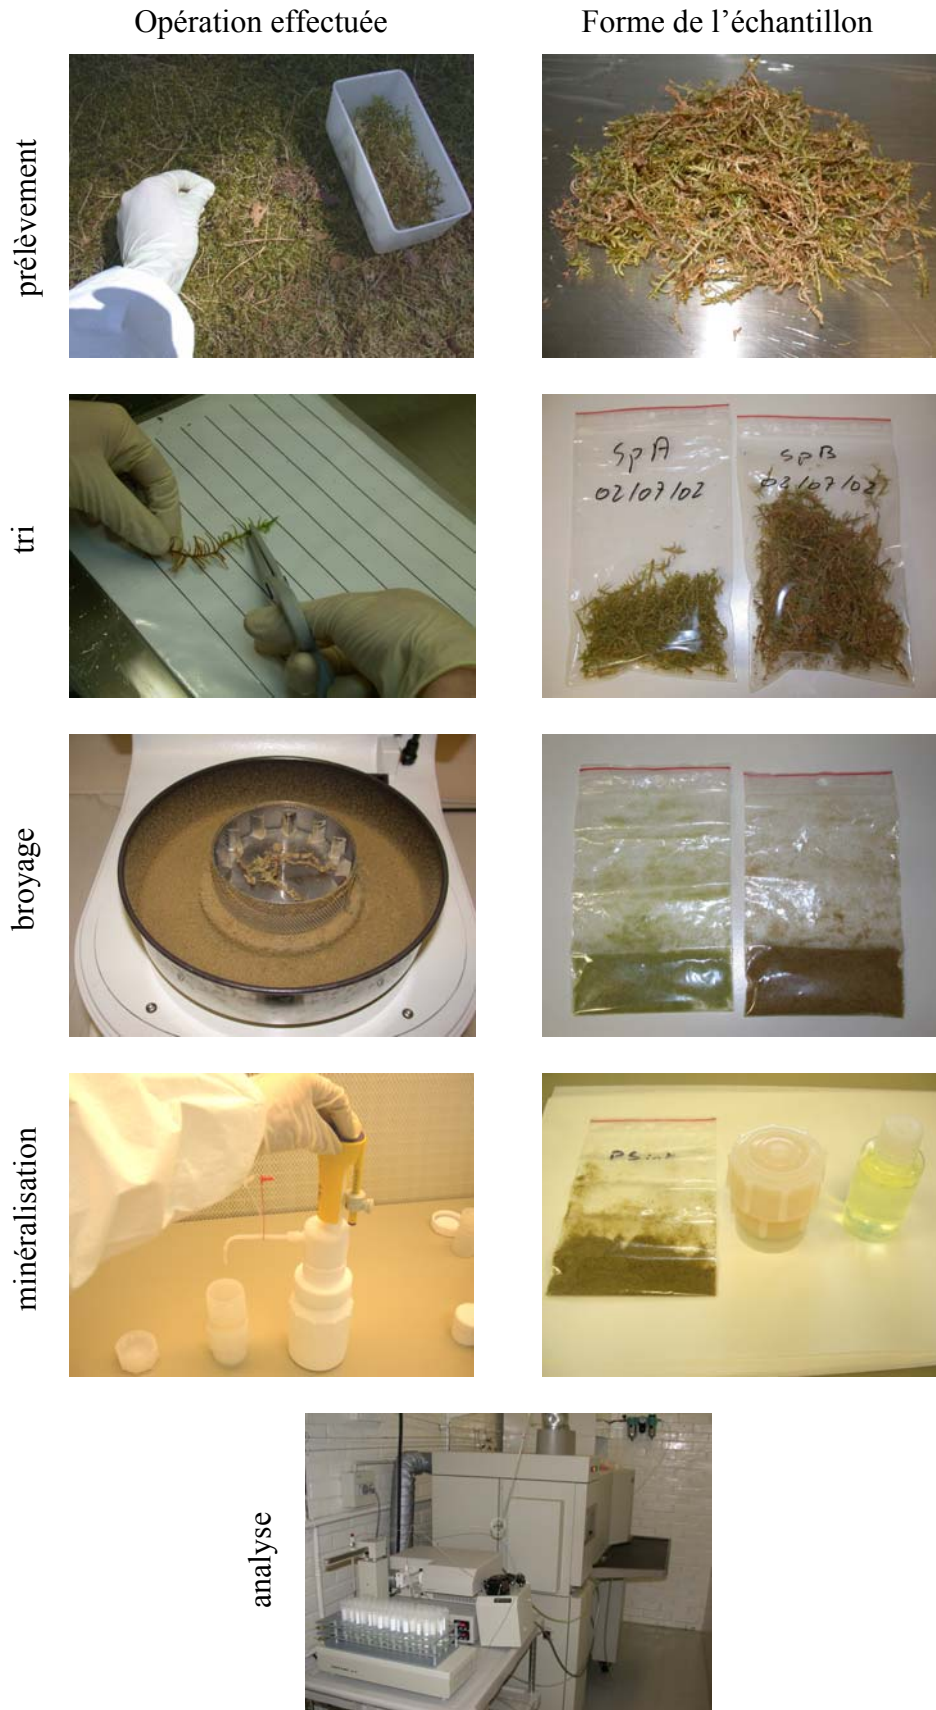 Opération effectuée
Forme de l’échantillon
prélèvement
tri
SpA
02/07/02
SpB
02/07/02
broyage
minéralisation
analyse